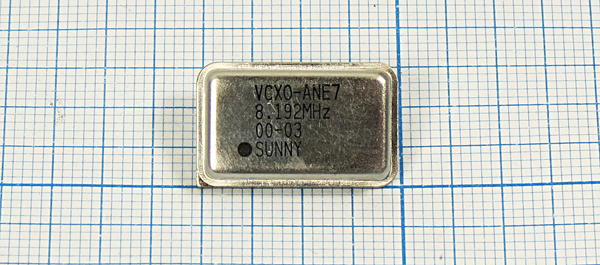 VCXO-ANE7
8.192MHz
00-03
SUNNY